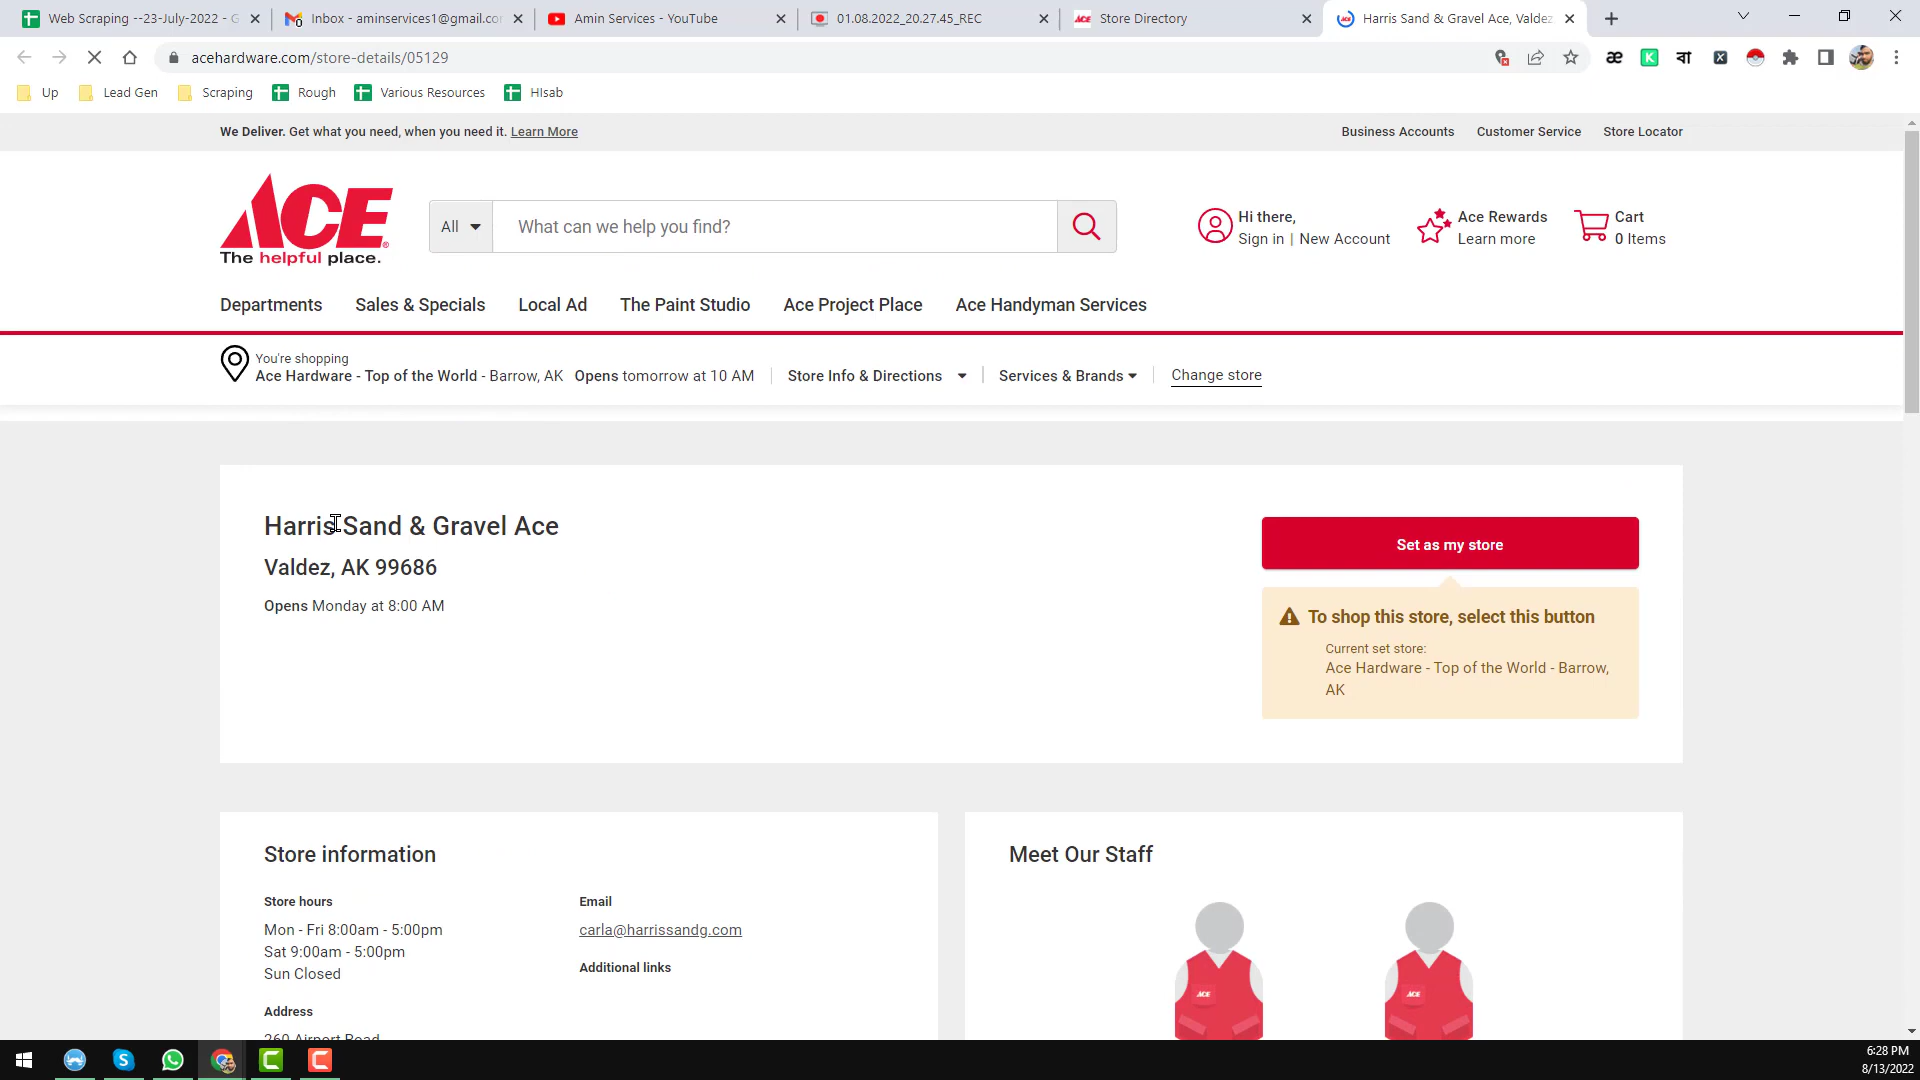 Web Scraping --23-July-2022 - G
Inbox - aminservices1@gmail.co
Amin Services - YouTube
01.08.2022_20.27.45_REC
Store Directory
Harris Sand & Gravel Ace, Valdez
acehardware.com/store-details/05129
Up
Lead Gen
Scraping
Rough
Various Resources
HIsab
We Deliver. Get what you need, when you need it. Learn More
Business Accounts
Customer Service
Store Locator
ACE
The helpful place.
All
What can we help you find?
Hi there,
Sign in | New Account
Ace Rewards
Learn more
Cart
0 Items
Departments
Sales & Specials
Local Ad
The Paint Studio
Ace Project Place
Ace Handyman Services
You're shopping
Ace Hardware - Top of the World - Barrow, AK Opens tomorrow at 10 AM
Store Info & Directions
Services & Brands
Change store
Harris Sand & Gravel Ace
Valdez, AK 99686
Opens Monday at 8:00 AM
Set as my store
To shop this store, select this button
Current set store:
Ace Hardware - Top of the World - Barrow,
AK
Store information
Store hours
Mon - Fri 8:00am - 5:00pm
Sat 9:00am - 5:00pm
Sun Closed
Address
260 Airport Road
Email
carla@harrissandg.com
Additional links
Meet Our Staff
ACE
ACE
6:28 PM
8/13/2022